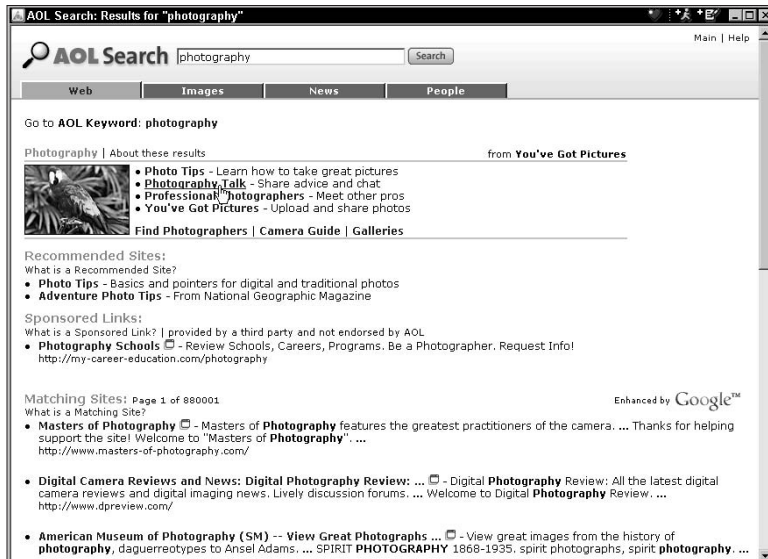 AOL Search: Results for "photography"
Main | Help
AOL Search photography Search
Web Images News People
Go to AOL Keyword: photography
Photography | About these results from You've Got Pictures
• Photo Tips - Learn how to take great pictures
• Photography Talk - Share advice and chat
• Professional Photographers - Meet other pros
• You've Got Pictures - Upload and share photos
Find Photographers | Camera Guide | Galleries
Recommended Sites:
What is a Recommended Site?
• Photo Tips - Basics and pointers for digital and traditional photos
• Adventure Photo Tips - From National Geographic Magazine
Sponsored Links:
What is a Sponsored Link? | provided by a third party and not endorsed by AOL
• Photography Schools - Review Schools, Careers, Programs. Be a Photographer. Request Info!
http://my-career-education.com/photography
Matching Sites: Page 1 of 880001 Enhanced by Google™
What is a Matching Site?
• Masters of Photography - Masters of Photography features the greatest practitioners of the camera. ... Thanks for helping
support the site! Welcome to "Masters of Photography". ...
http://www.masters-of-photography.com/
• Digital Camera Reviews and News: Digital Photography Review: ... - Digital Photography Review: All the latest digital
camera reviews and digital imaging news. Lively discussion forums. ... Welcome to Digital Photography Review. ...
http://www.dpreview.com/
• American Museum of Photography (SM) -- View Great Photographs ... - View great images from the history of
photography, daguerreotypes to Ansel Adams. ... SPIRIT PHOTOGRAPHY 1868-1935. spirit photographs, spirit photography. ...